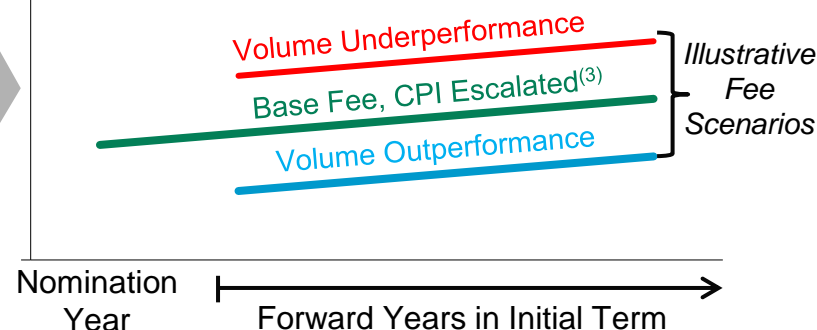 Volume Underperformance
Base Fee, CPI Escalated(3)
Volume Outperformance
Illustrative
Fee
Scenarios
Nomination
Year
Forward Years in Initial Term